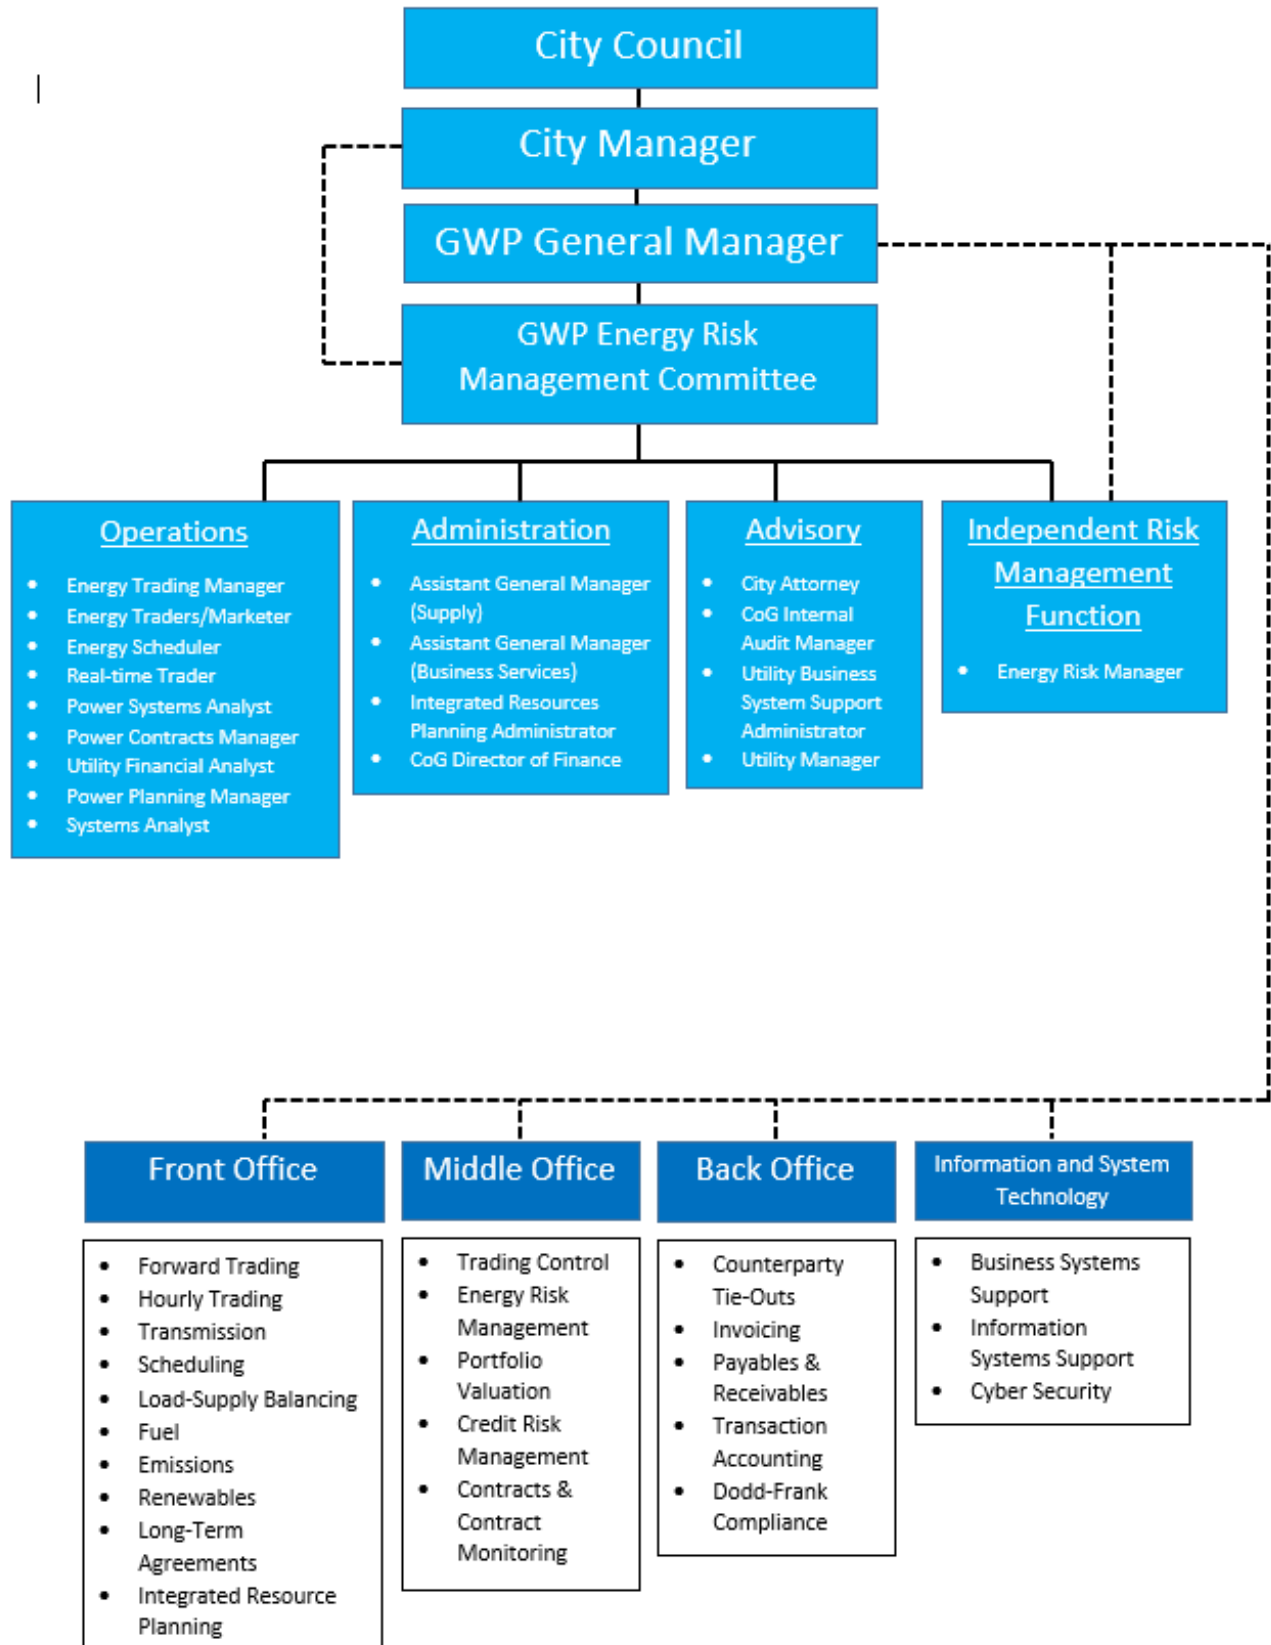 City Council
City Manager
GWP General Manager
GWP Energy Risk
Management Committee
Operations
• Energy Trading Manager
• Energy Traders/Marketer
• Energy Scheduler
• Real-time Trader
• Power Systems Analyst
• Power Contracts Manager
• Utility Financial Analyst
• Power Planning Manager
• Systems Analyst
Administration
• Assistant General Manager
(Supply)
• Assistant General Manager
(Business Services)
• Integrated Resources
Planning Administrator
• CoG Director of Finance
Advisory
• City Attorney
• CoG Internal
Audit Manager
• Utility Business
System Support
Administrator
• Utility Manager
Independent Risk
Management
Function
• Energy Risk Manager
Front Office
• Forward Trading
• Hourly Trading
• Transmission
• Scheduling
• Load-Supply Balancing
• Fuel
• Emissions
• Renewables
• Long-Term
Agreements
• Integrated Resource
Planning
Middle Office
• Trading Control
• Energy Risk
Management
• Portfolio
Valuation
• Credit Risk
Management
• Contracts &
Contract
Monitoring
Back Office
• Counterparty
Tie-Outs
• Invoicing
• Payables &
Receivables
• Transaction
Accounting
• Dodd-Frank
Compliance
Information and System
Technology
• Business Systems
Support
• Information
Systems Support
• Cyber Security